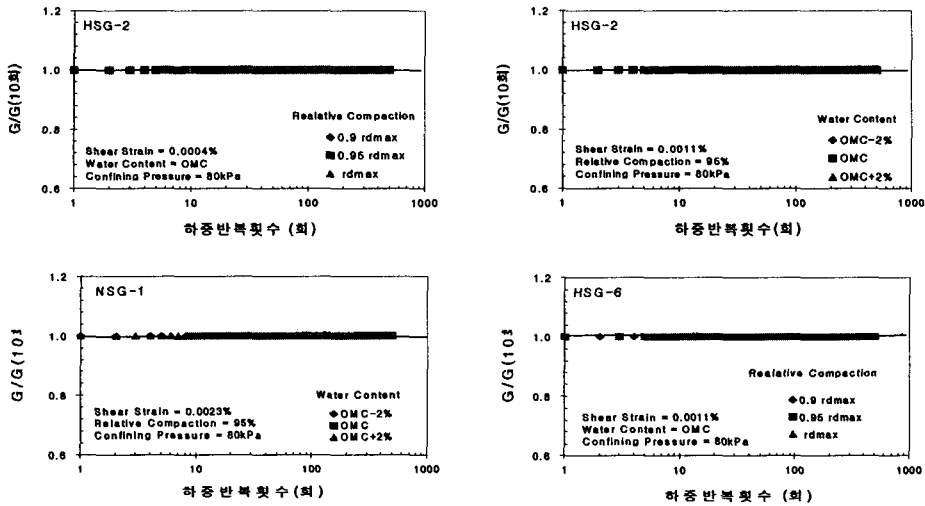 HSG-2
G/G(10회)
1.2
1.0
0.8
0.6
Shear Strain = 0.0004%
Water Content = OMC
Confining Pressure = 80kPa
Realative Compaction
0.9 rdmax
0.95 rdmax
rdmax
1 10 100 1000
하중반복횟수 (회)
HSG-2
G/G(10회)
1.2
1.0
0.8
0.6
Shear Strain = 0.0011%
Relative Compaction = 95%
Confining Pressure = 80kPa
Water Content
OMC-2%
OMC
OMC+2%
1 10 100 1000
하중반복횟수(회)
NSG-1
G/G(10
1.2
1.0
0.8
0.6
Shear Strain = 0.0023%
Relative Compaction = 95%
Confining Pressure = 80kPa
Water Content
OMC-2%
OMC
OMC+2%
1 10 100 1000
하중반복횟수(회)
HSG-6
G/G(10
1.2
1.0
0.8
0.6
Shear Strain = 0.0011%
Water Content = OMC
Confining Pressure = 80kPa
Realative Compaction
0.9 rdmax
0.95 rdmax
rdmax
1 10 100 1000
하중반복횟수 (회)